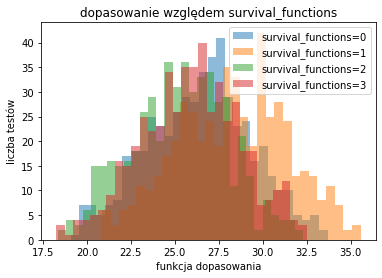 dopasowanie względem survival_functions
survival_functions=0
survival_functions=1
survival_functions=2
survival_functions=3
liczba testów
40
35
30
25
20
15
10
5
0
17.5 20.0 22.5 25.0 27.5 30.0 32.5 35.0
funkcja dopasowania